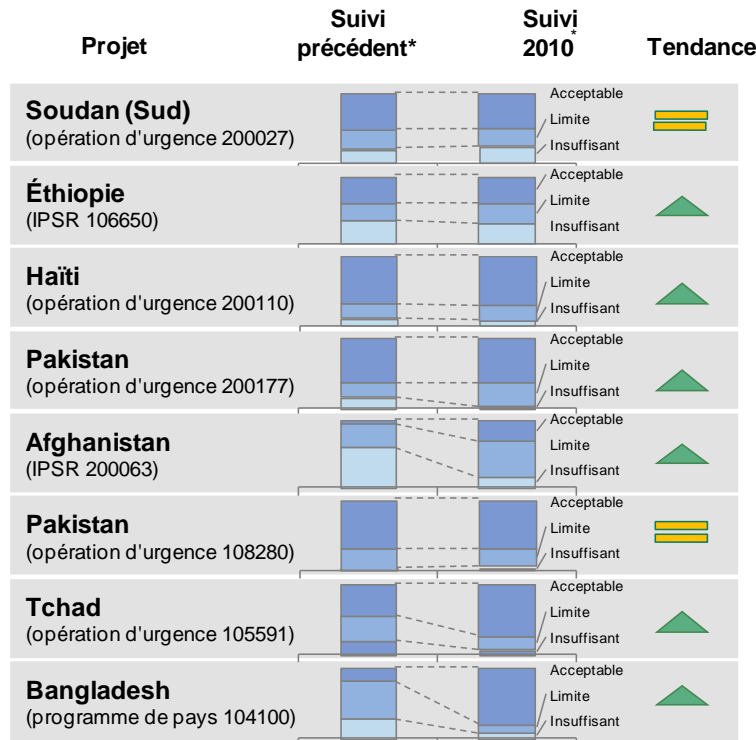 Projet
Suivi
précédent*
Suivi
2010*
Tendance
Soudan (Sud)
(opération d'urgence 200027)
Acceptable
Limite
Insuffisant
Éthiopie
(IPSR 106650)
Acceptable
Limite
Insuffisant
Haïti
(opération d'urgence 200110)
Acceptable
Limite
Insuffisant
Pakistan
(opération d'urgence 200177)
Acceptable
Limite
Insuffisant
Afghanistan
(IPSR 200063)
Acceptable
Limite
Insuffisant
Pakistan
(opération d'urgence 108280)
Acceptable
Limite
Insuffisant
Tchad
(opération d'urgence 105591)
Acceptable
Limite
Insuffisant
Bangladesh
(programme de pays 104100)
Acceptable
Limite
Insuffisant